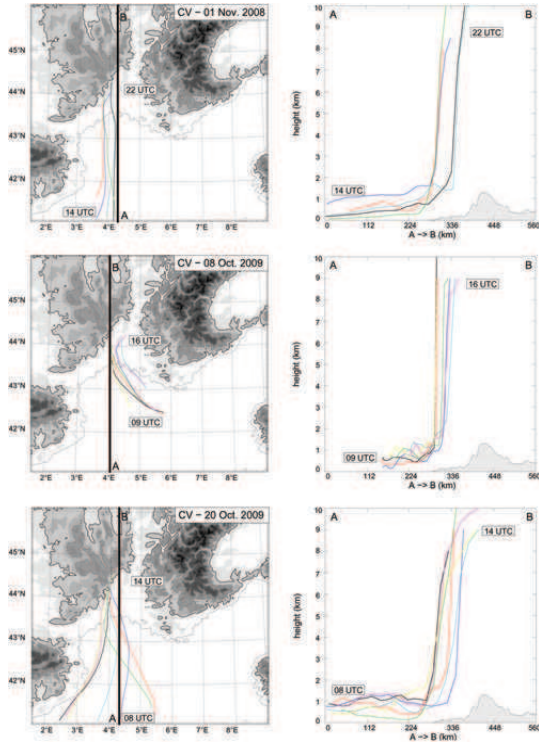 CV – 01 Nov. 2008
B
45°N
44°N
43°N
42°N
22 UTC
14 UTC
A
2°E 3°E 4°E 5°E 6°E 7°E 8°E
A B
height (km)
10
9
8
7
6
5
4
3
2
1
0
22 UTC
14 UTC
0 112 224 336 448 560
A –> B (km)
CV – 08 Oct. 2009
B
45°N
44°N
43°N
42°N
16 UTC
09 UTC
A
2°E 3°E 4°E 5°E 6°E 7°E 8°E
A B
height (km)
10
9
8
7
6
5
4
3
2
1
0
16 UTC
09 UTC
0 112 224 336 448 560
A –> B (km)
CV – 20 Oct. 2009
B
45°N
44°N
43°N
42°N
14 UTC
08 UTC
A
2°E 3°E 4°E 5°E 6°E 7°E 8°E
A B
height (km)
10
9
8
7
6
5
4
3
2
1
0
14 UTC
08 UTC
0 112 224 336 448 560
A –> B (km)